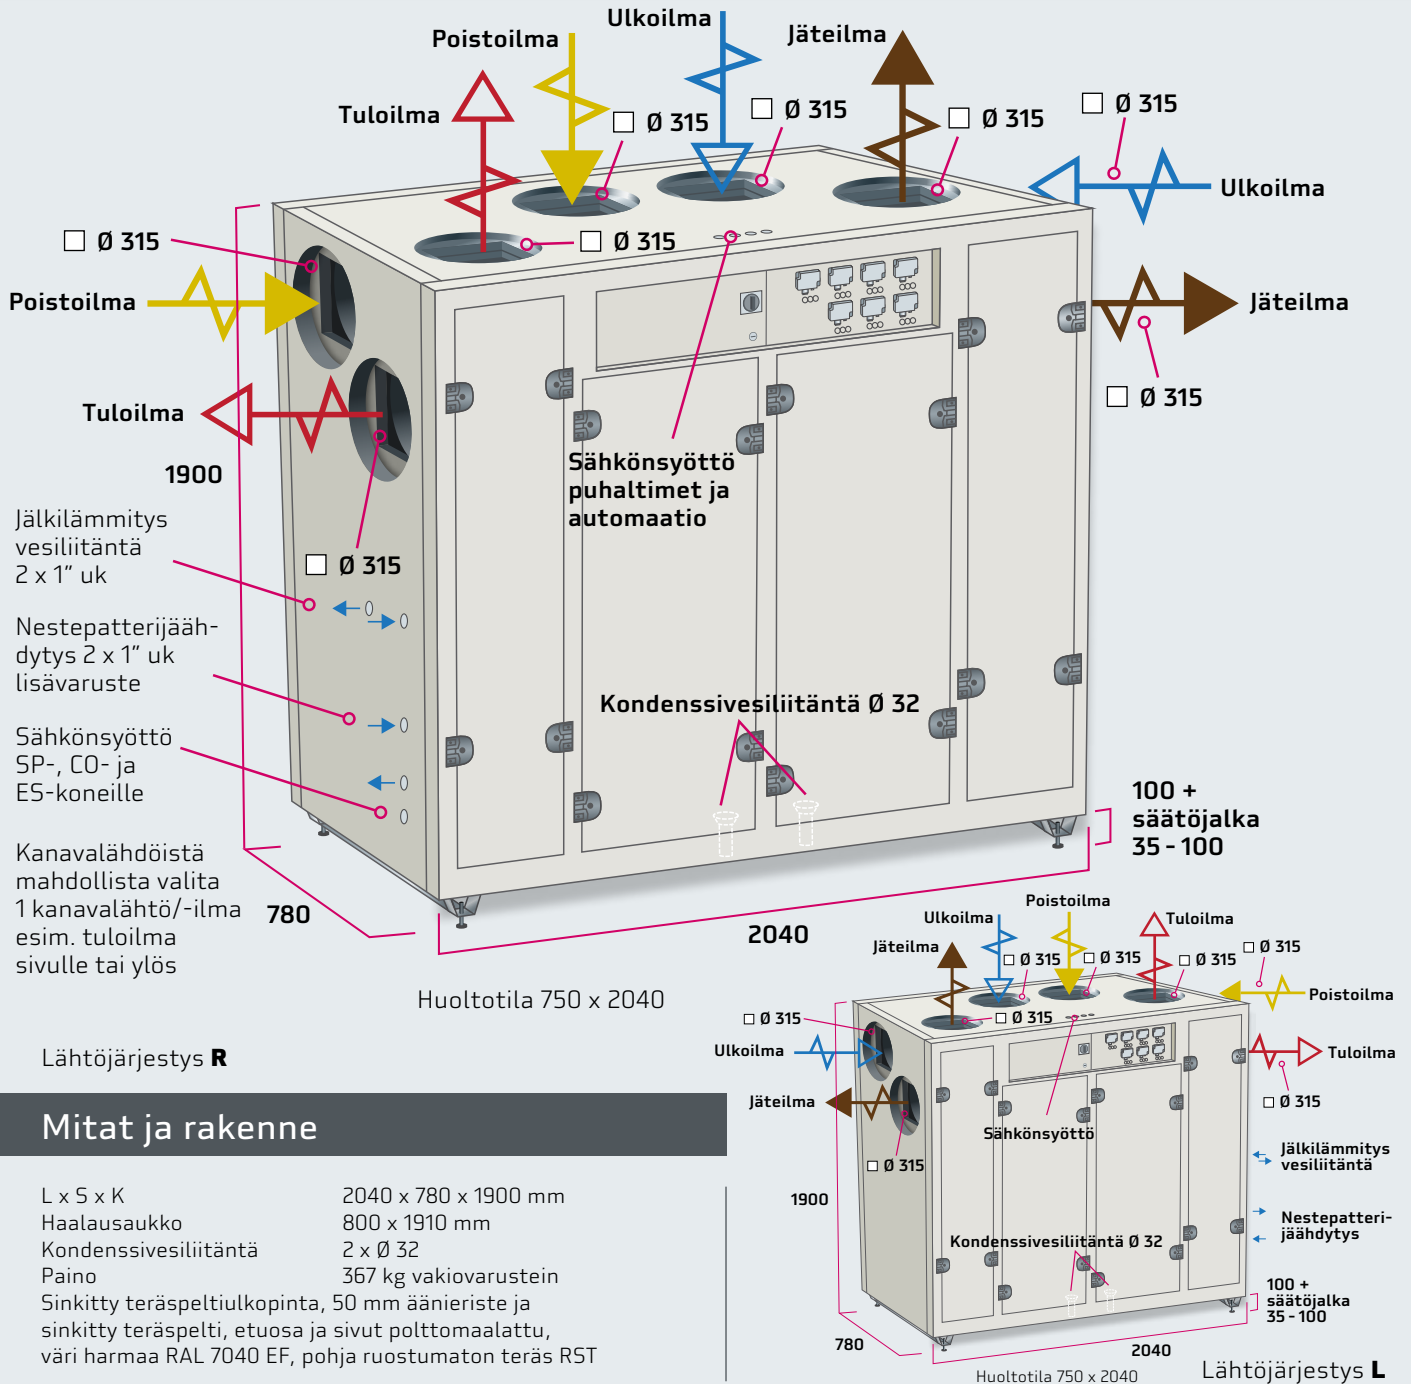 Ulkoilma
Poistoilma
Jäteilma
Tuloilma
Ø 315
Ø 315
Ø 315
Ø 315
Ulkoilma
Ø 315
Ø 315
Poistoilma
Jäteilma
Ø 315
Tuloilma
1900
Sähkönsyöttö
puhaltimet ja
automaatio
Ø 315
Jälkilämmitys
vesiliitäntä
2 x 1” uk
Nestepatterijääh-
dytys 2 x 1” uk
lisävaruste
Sähkönsyöttö
SP-, CO- ja
ES-koneille
Kanavalähdöistä
mahdollista valita
1 kanavalähtö/-ilma
esim. tuloilma
sivulle tai ylös
Kondenssivesiliitäntä Ø 32
100 +
säätöjalka
35 - 100
780
2040
Huoltotila 750 x 2040
Lähtöjärjestys R
Poistoilma
Ulkoilma
Tuloilma
Jäteilma
Ø 315
Ø 315
Ø 315
Ø 315
Poistoilma
Ø 315
Ø 315
Ulkoilma
Tuloilma
Jäteilma
Ø 315
Sähkönsyöttö
Ø 315
Jälkilämmitys
vesiliitäntä
1900
Nestepatteri-
jäähdytys
Kondenssivesiliitäntä Ø 32
100 +
säätöjalka
35 - 100
780
2040
Huoltotila 750 x 2040
Lähtöjärjestys L
Mitat ja rakenne
L x S x K 2040 x 780 x 1900 mm
Haalausaukko 800 x 1910 mm
Kondenssivesiliitäntä 2 x Ø 32
Paino 367 kg vakiovarustein
Sinkitty teräspeltiulkopinta, 50 mm äänieriste ja
sinkitty teräspelti, etuosa ja sivut polttomaalattu,
väri harmaa RAL 7040 EF, pohja ruostumaton teräs RST